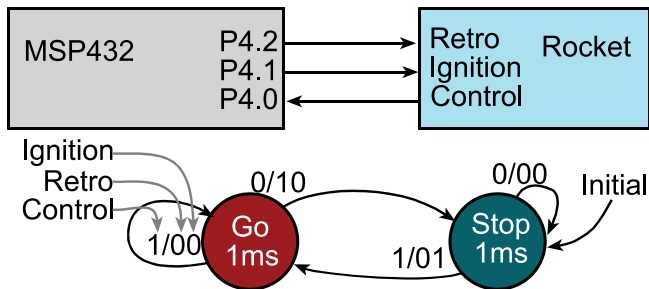 MSP432
P4.2
P4.1
P4.0
Retro
Ignition
Control
Rocket
Ignition
Retro
Control
1/00
0/10
Go
1ms
1/01
Stop
1ms
0/00
Initial